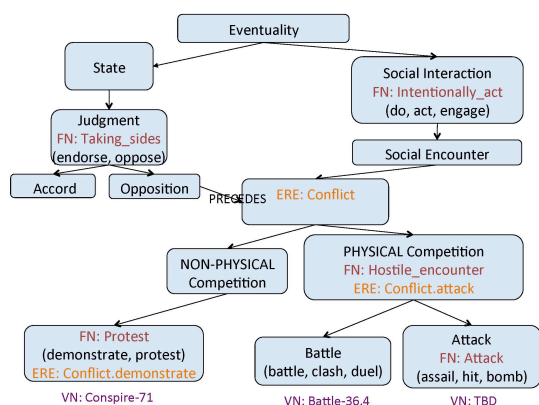 Eventuality
State
Social Interaction
FN: Intentionally_act
(do, act, engage)
Judgment
FN: Taking_sides
(endorse, oppose)
Social Encounter
Accord
Opposition
PRECEDES
ERE: Conflict
NON-PHYSICAL
Competition
PHYSICAL Competition
FN: Hostile_encounter
ERE: Conflict.attack
FN: Protest
(demonstrate, protest)
ERE: Conflict.demonstrate
Battle
(battle, clash, duel)
Attack
FN: Attack
(assail, hit, bomb)
VN: Conspire-71
VN: Battle-36.4
VN: TBD